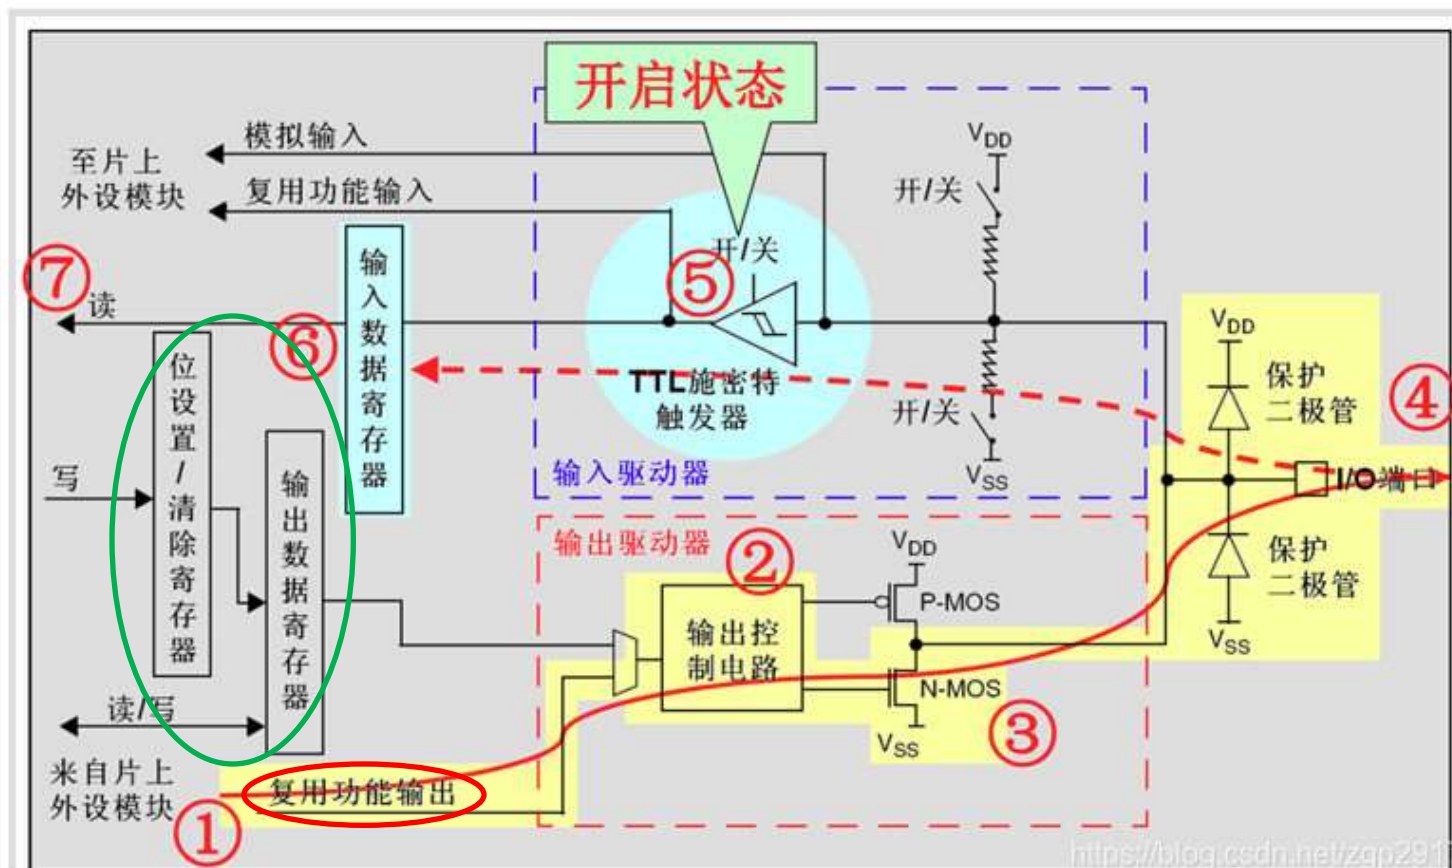 开启状态
模拟输入
至片上
外设模块
复用功能输入
V_DD
开/关
开/关
⑤
⑦
读
输入数据寄存器
⑥
TTL施密特
触发器
V_DD
保护
二极管
④
开/关
V_SS
输入驱动器
I/O端口
位设置/清除寄存器
写
输出数据寄存器
输出驱动器
②
V_DD
P-MOS
输出控
制电路
N-MOS
V_SS
③
保护
二极管
V_SS
读/写
来自片上
外设模块
复用功能输出
①